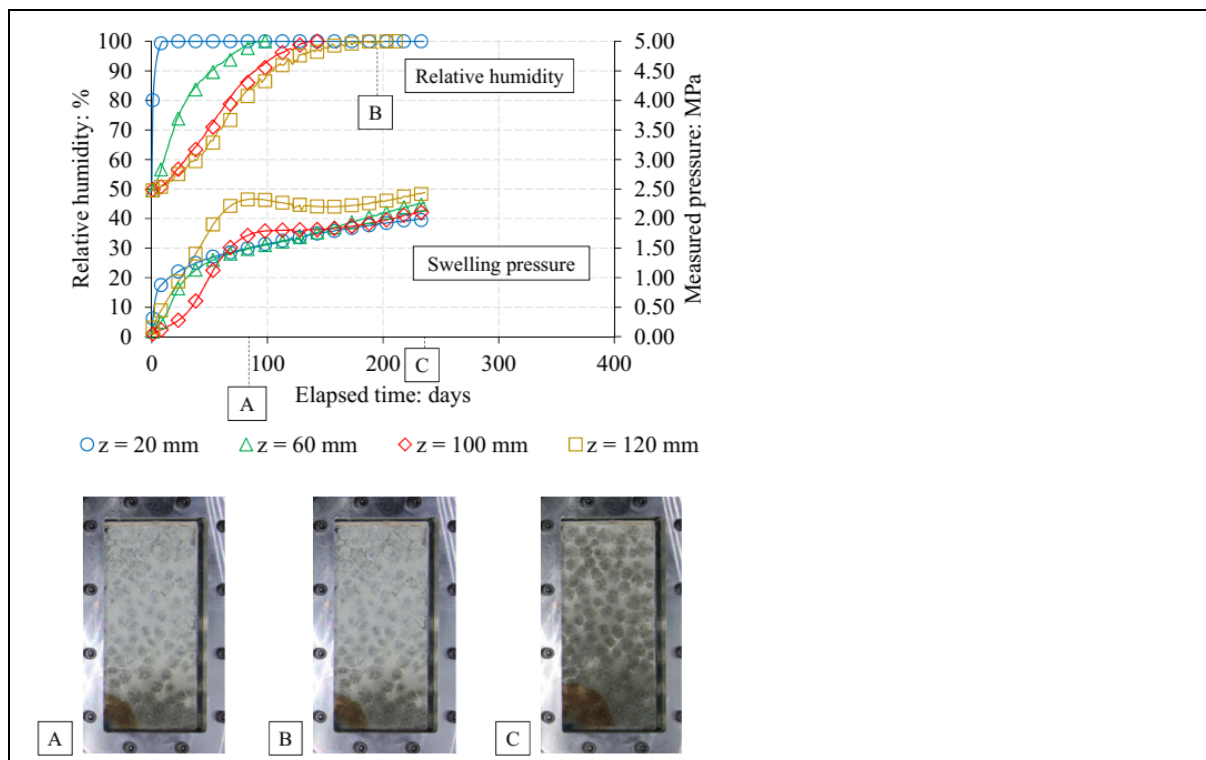 100 5.00
90 4.50
80 4.00
70 3.50
60 3.00
50 2.50
40 2.00
30 1.50
20 1.00
10 0.50
0 0.00
Relative humidity: %
Measured pressure: MPa
Relative humidity
B
Swelling pressure
0 100 200 300 400
A
C
Elapsed time: days
z = 20 mm z = 60 mm z = 100 mm z = 120 mm
A B C